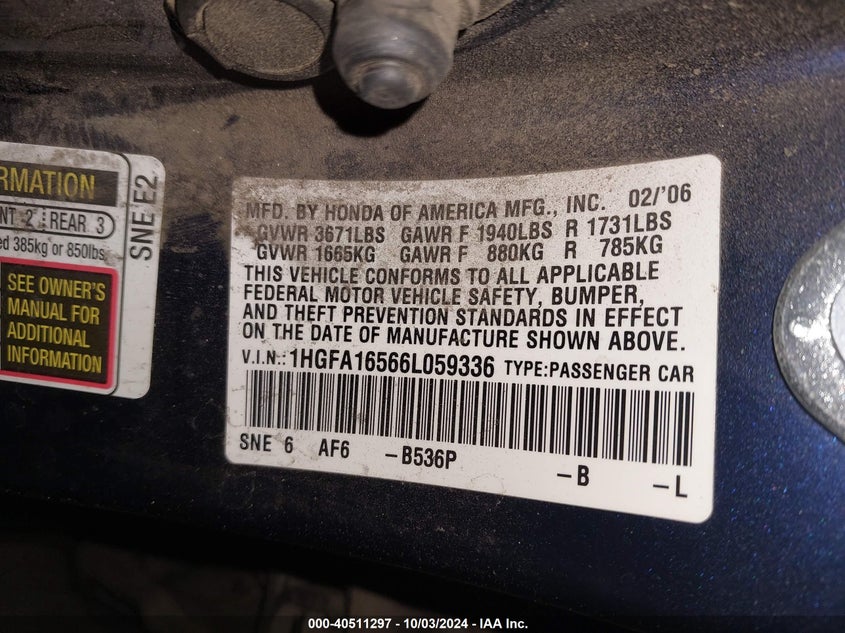 RMATION
NT 2 REAR 3
ed 385kg or 850lbs
SEE OWNER'S
MANUAL FOR
ADDITIONAL
INFORMATION
SNE E2
MFD. BY HONDA OF AMERICA MFG., INC. 02/'06
GVWR 3671LBS GAWR F 1940LBS R 1731LBS
GVWR 1665KG GAWR F 880KG R 785KG
THIS VEHICLE CONFORMS TO ALL APPLICABLE
FEDERAL MOTOR VEHICLE SAFETY, BUMPER,
AND THEFT PREVENTION STANDARDS IN EFFECT
ON THE DATE OF MANUFACTURE SHOWN ABOVE.
V.I.N.:1HGFA16566L059336 TYPE:PASSENGER CAR
SNE 6 AF6 -B536P -B -L
000-40511297 - 10/03/2024 - IAA Inc.